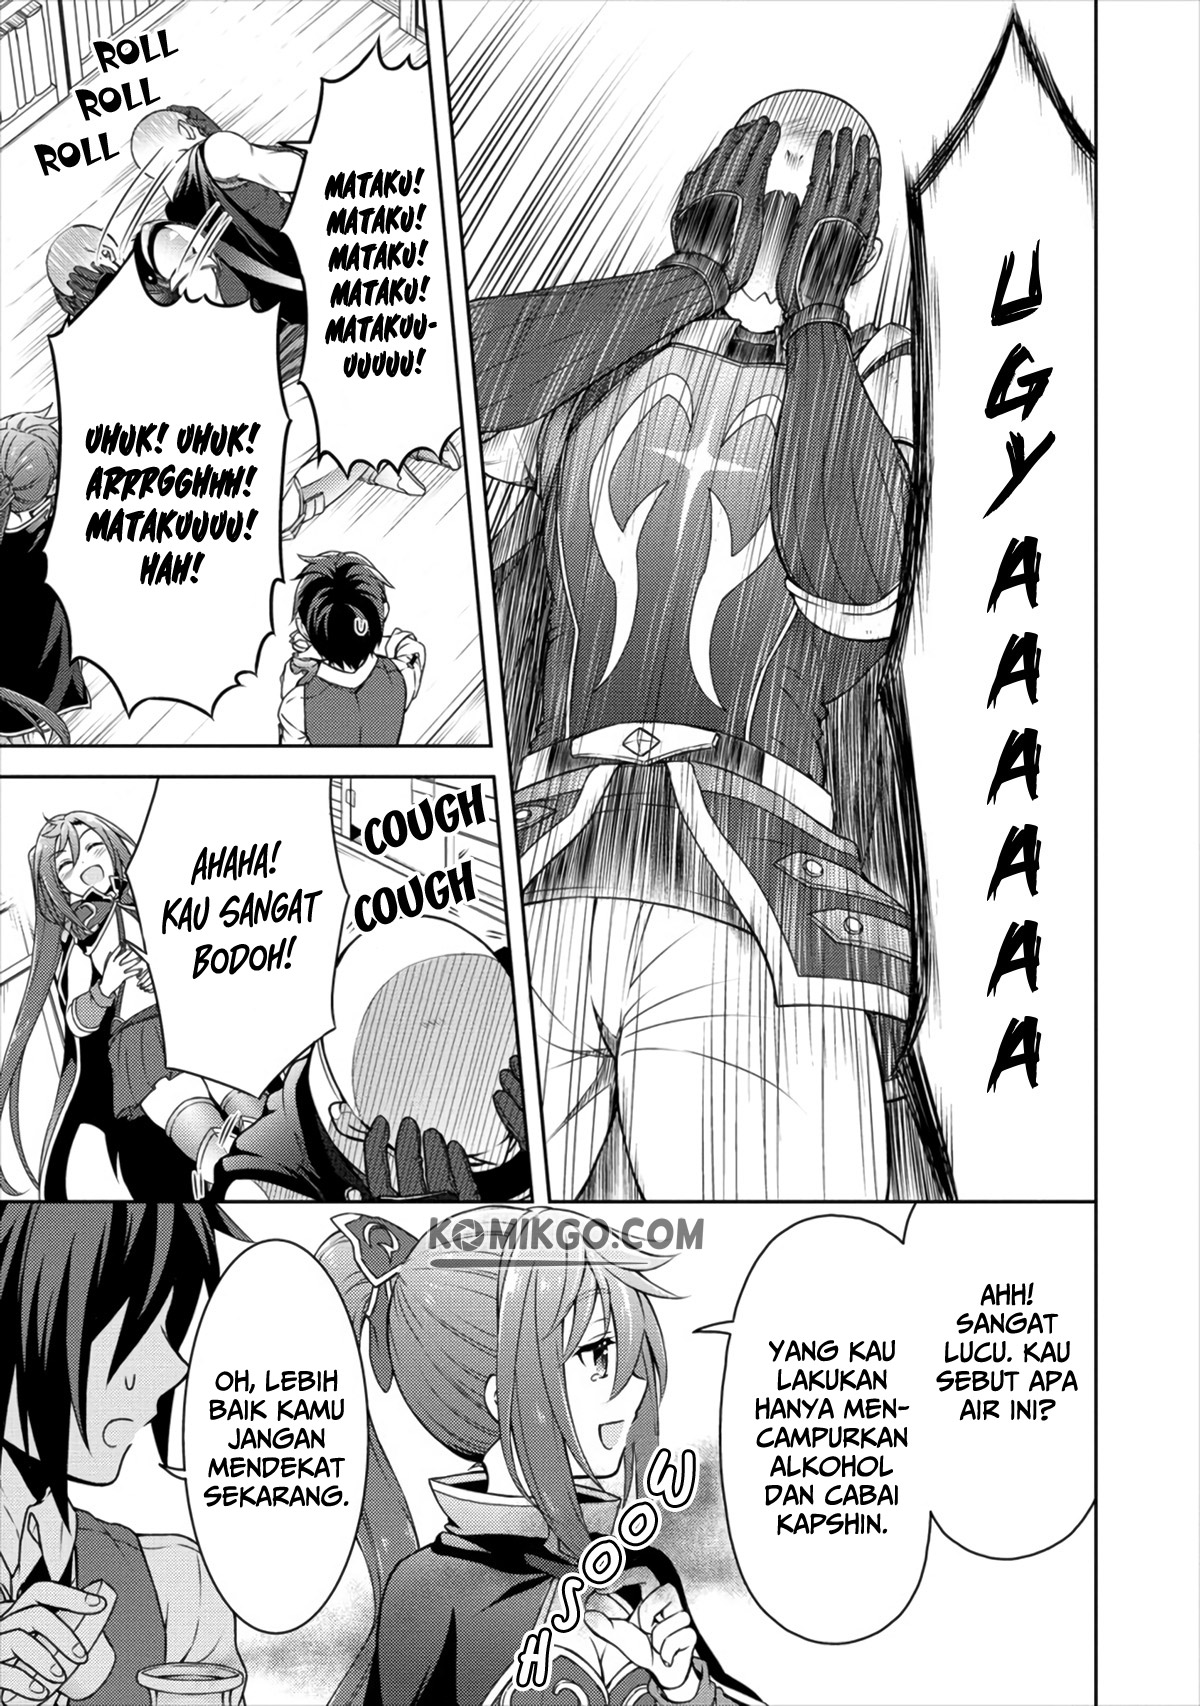 UGYAAAAAAA
MATAKU!
MATAKU!
MATAKU!
MATAKU!
MATAKUU-
UUUUU!
ROLL
ROLL
ROLL
UHUK! UHUK!
ARRRGGHHH!
MATAKUUUU!
HAH!
COUGH
COUGH
AHAHA!
KAU SANGAT
BODOH!
KOMIKGO.COM
AHH!
SANGAT
LUCU. KAU
SEBUT APA
AIR INI?
YANG KAU
LAKUKAN
HANYA MEN-
CAMPURKAN
ALKOHOL
DAN CABAI
KAPSHIN.
WOOSH
OH, LEBIH
BAIK KAMU
JANGAN
MENDEKAT
SEKARANG.